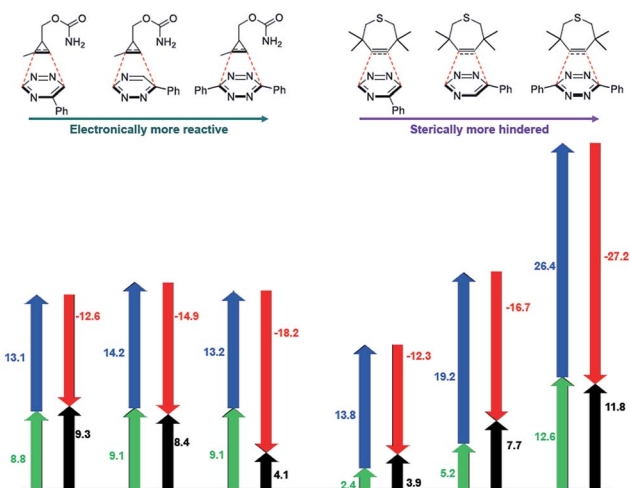 O O O O O O S S S
NH₂ NH₂ NH₂
N N N N N N N N N N N
N N N Ph Ph N N Ph N N Ph Ph N N Ph
Ph Ph
Electronically more reactive
Sterically more hindered
13.1 -12.6 14.2 -14.9 13.2 -18.2 13.8 -12.3 19.2 -16.7 26.4 -27.2
8.8 9.3 9.1 8.4 9.1 4.1 2.4 3.9 5.2 7.7 12.6 11.8